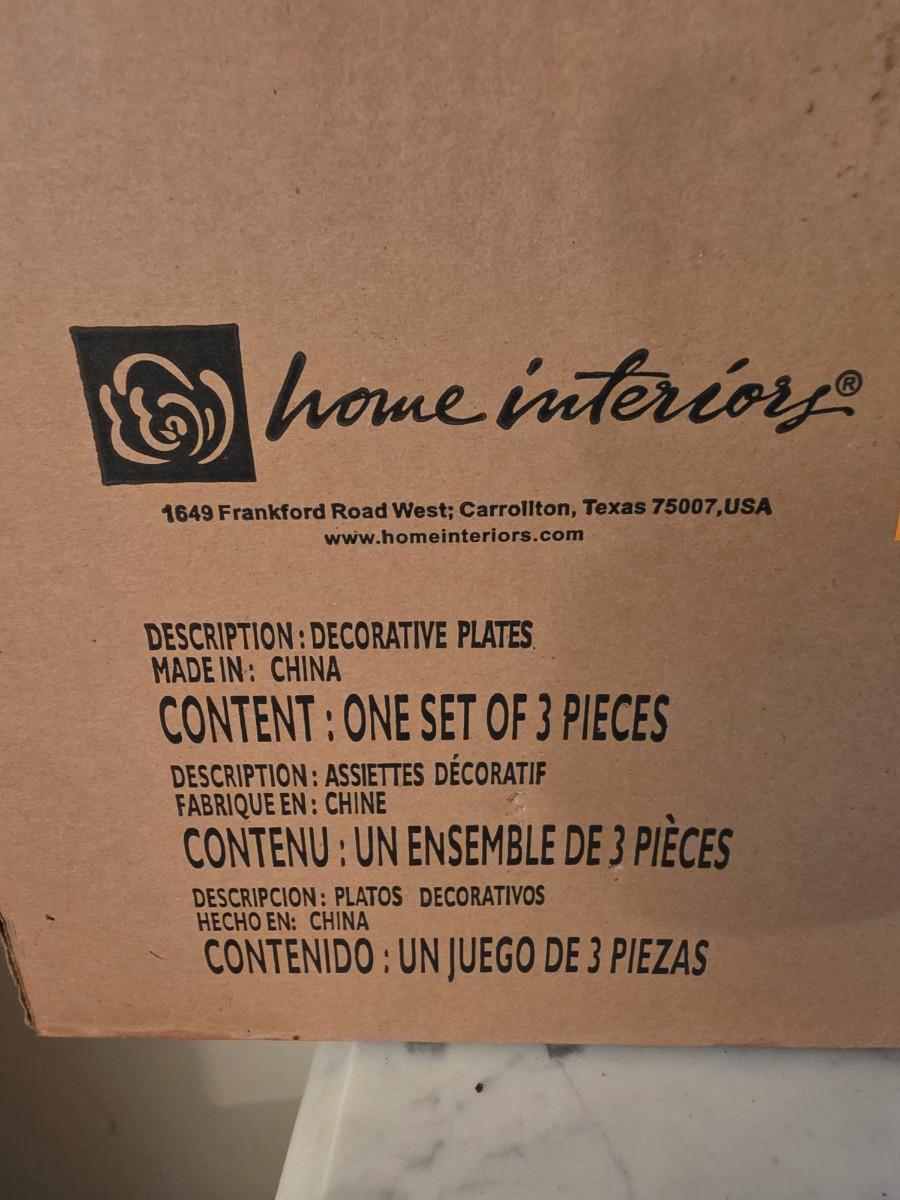 home interiors®
1649 Frankford Road West; Carrollton, Texas 75007,USA
www.homeinteriors.com
DESCRIPTION : DECORATIVE PLATES
MADE IN : CHINA
CONTENT : ONE SET OF 3 PIECES
DESCRIPTION : ASSIETTES DÉCORATIF
FABRIQUE EN : CHINE
CONTENU : UN ENSEMBLE DE 3 PIÈCES
DESCRIPCION : PLATOS DECORATIVOS
HECHO EN: CHINA
CONTENIDO : UN JUEGO DE 3 PIEZAS